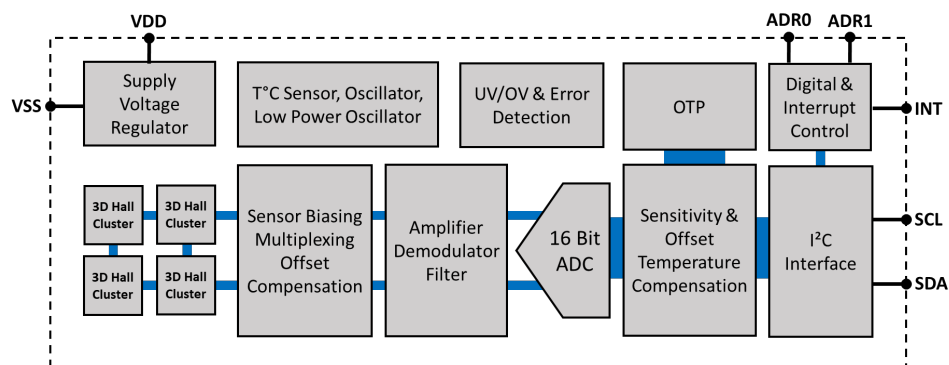 VDD
ADR0
ADR1
VSS
Supply
Voltage
Regulator
T°C Sensor, Oscillator,
Low Power Oscillator
UV/OV & Error
Detection
OTP
Digital &
Interrupt
Control
INT
3D Hall
Cluster
3D Hall
Cluster
3D Hall
Cluster
3D Hall
Cluster
Sensor Biasing
Multiplexing
Offset
Compensation
Amplifier
Demodulator
Filter
16 Bit
ADC
Sensitivity &
Offset
Temperature
Compensation
I²C
Interface
SCL
SDA